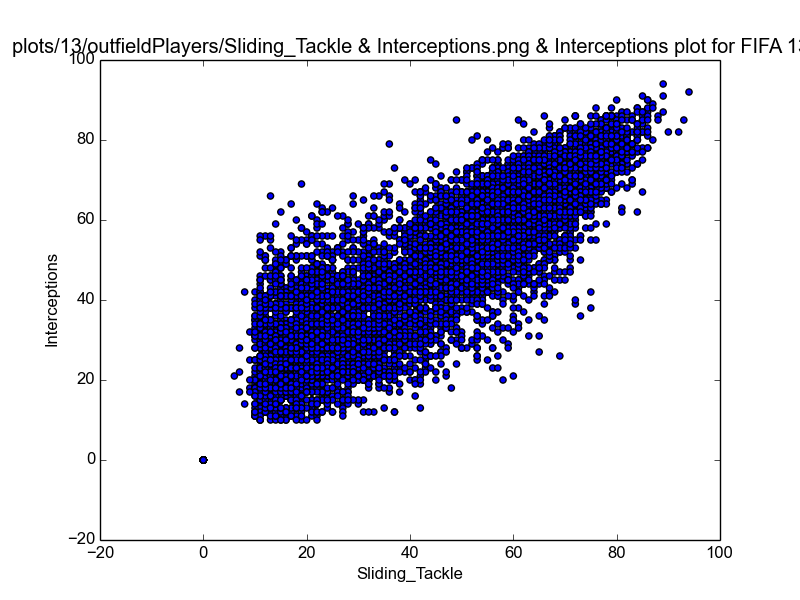 plots/13/outfieldPlayers/Sliding_Tackle & Interceptions.png & Interceptions plot for FIFA 13
100
80
60
40
20
0
−20
Interceptions
−20 0 20 40 60 80 100
Sliding_Tackle